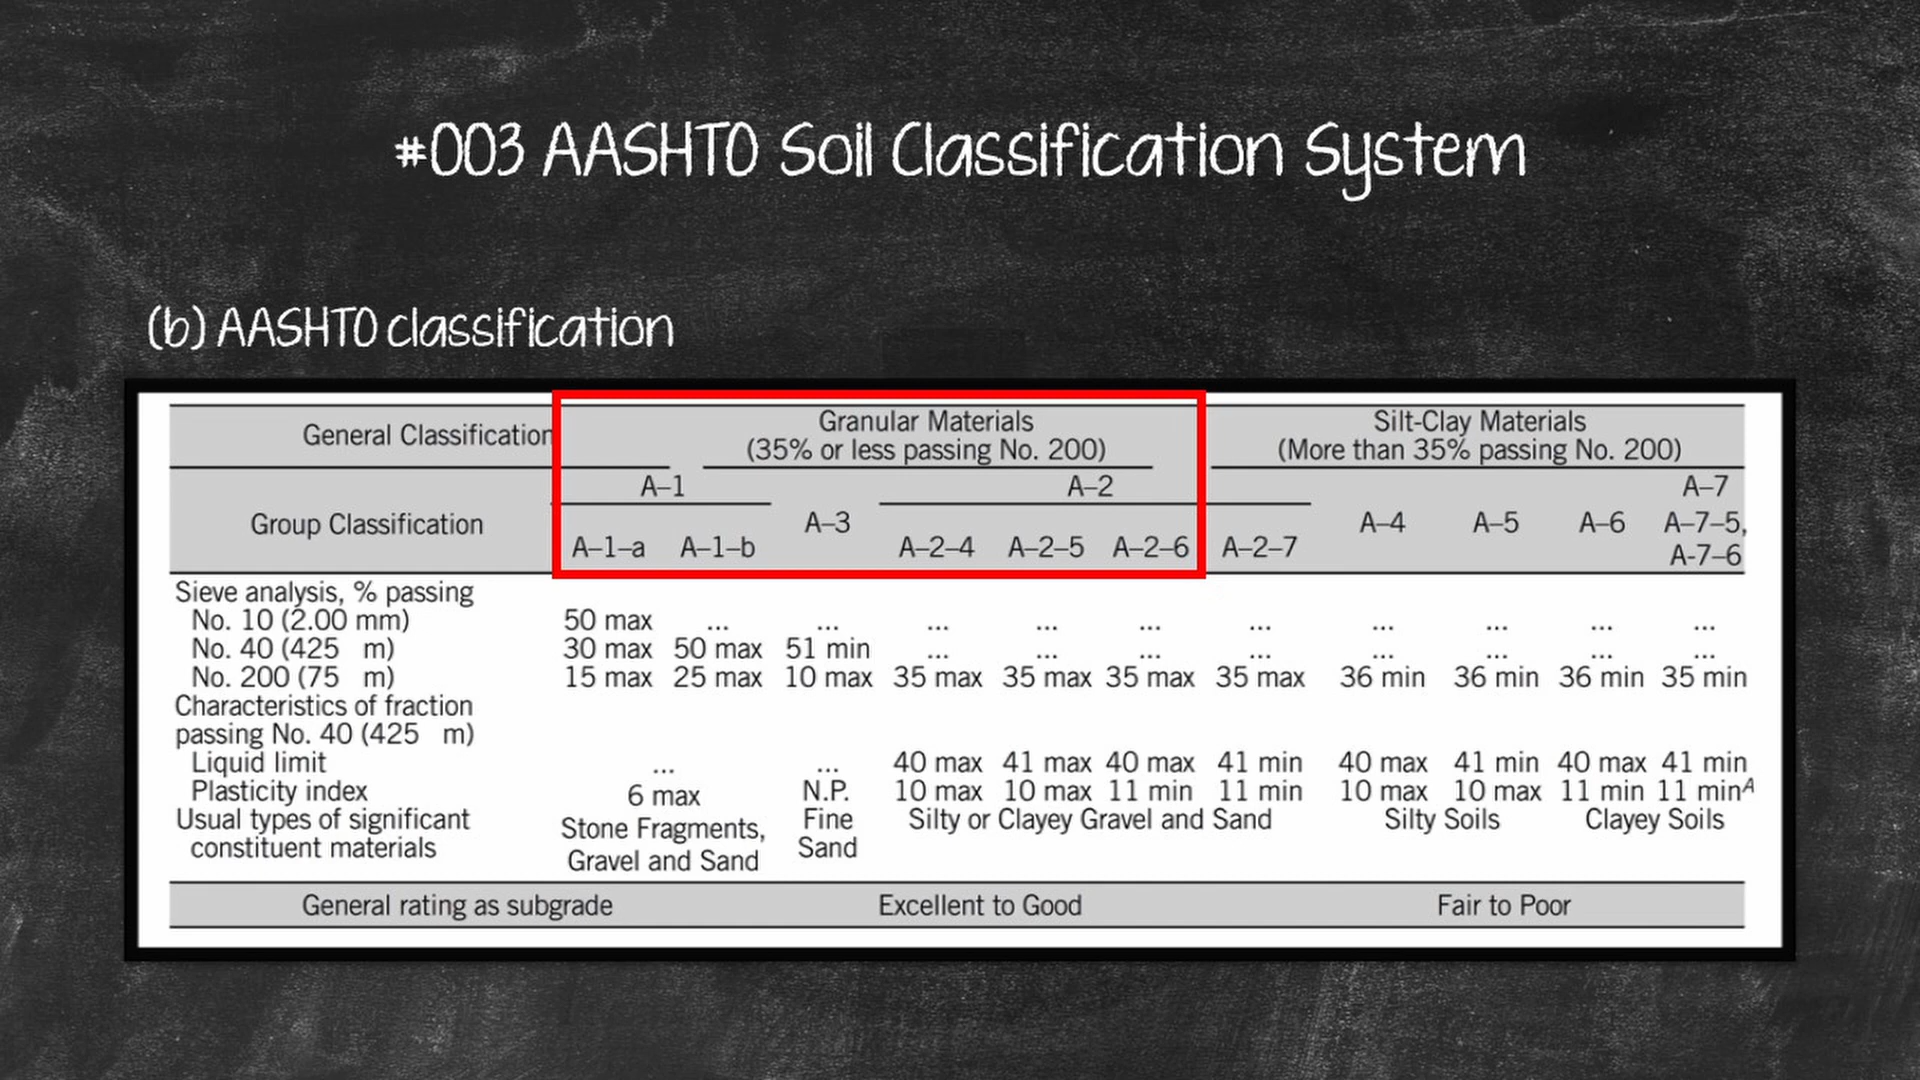 #003 AASHTO Soil Classification System
(b) AASHTO classification
General Classification
Granular Materials
(35% or less passing No. 200)
Silt-Clay Materials
(More than 35% passing No. 200)
Group Classification
A–1 A–2 A–7
A–3 A–4 A–5 A–6 A–7–5,
A–1–a A–1–b A–2–4 A–2–5 A–2–6 A–2–7 A-7–6
Sieve analysis, % passing
No. 10 (2.00 mm) 50 max ... ... ... ... ... ... ... ... ... ...
No. 40 (425 m) 30 max 50 max 51 min ... ... ... ... ... ... ... ...
No. 200 (75 m) 15 max 25 max 10 max 35 max 35 max 35 max 35 max 36 min 36 min 36 min 35 min
Characteristics of fraction
passing No. 40 (425 m)
Liquid limit ... ... 40 max 41 max 40 max 41 min 40 max 41 min 40 max 41 min
Plasticity index 6 max N.P. 10 max 10 max 11 min 11 min 10 max 10 max 11 min 11 minA
Usual types of significant
constituent materials
Stone Fragments,
Gravel and Sand
Fine
Sand
Silty or Clayey Gravel and Sand
Silty Soils
Clayey Soils
General rating as subgrade Excellent to Good Fair to Poor